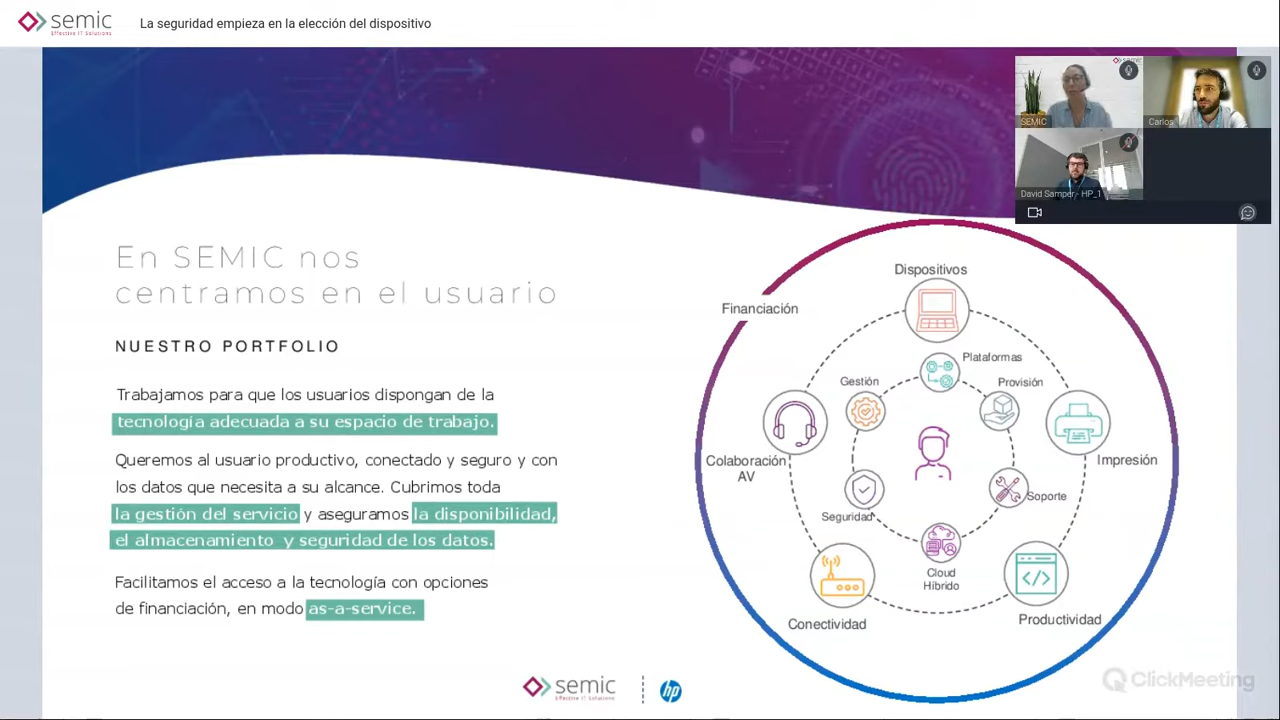 semic
Effective IT Solutions
La seguridad empieza en la elección del dispositivo
SEMIC
Carlos
David Samper - HP_1
En SEMIC nos
centramos en el usuario
NUESTRO PORTFOLIO
Trabajamos para que los usuarios dispongan de la
tecnología adecuada a su espacio de trabajo.
Queremos al usuario productivo, conectado y seguro y con
los datos que necesita a su alcance. Cubrimos toda
la gestión del servicio y aseguramos la disponibilidad,
el almacenamiento y seguridad de los datos.
Facilitamos el acceso a la tecnología con opciones
de financiación, en modo as-a-service.
Dispositivos
Financiación
Plataformas
Gestión
Provisión
Colaboración
AV
Impresión
Soporte
Seguridad
Cloud
Híbrido
Conectividad
Productividad
semic
Effective IT Solutions
hp
ClickMeeting